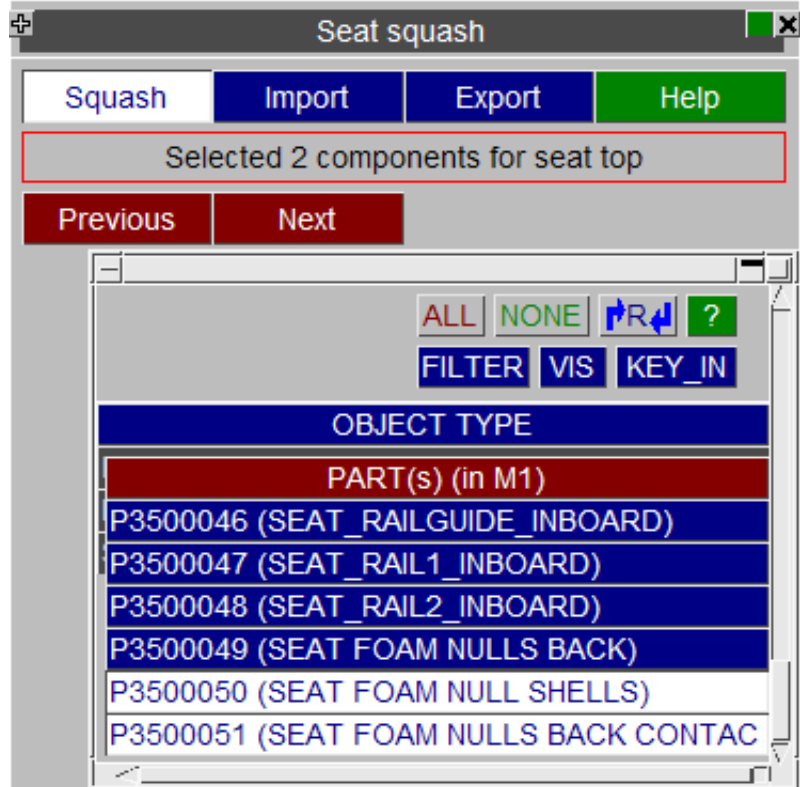 Seat squash
Squash Import Export Help
Selected 2 components for seat top
Previous Next
ALL NONE R ?
FILTER VIS KEY_IN
OBJECT TYPE
PART(s) (in M1)
P3500046 (SEAT_RAILGUIDE_INBOARD)
P3500047 (SEAT_RAIL1_INBOARD)
P3500048 (SEAT_RAIL2_INBOARD)
P3500049 (SEAT FOAM NULLS BACK)
P3500050 (SEAT FOAM NULL SHELLS)
P3500051 (SEAT FOAM NULLS BACK CONTAC